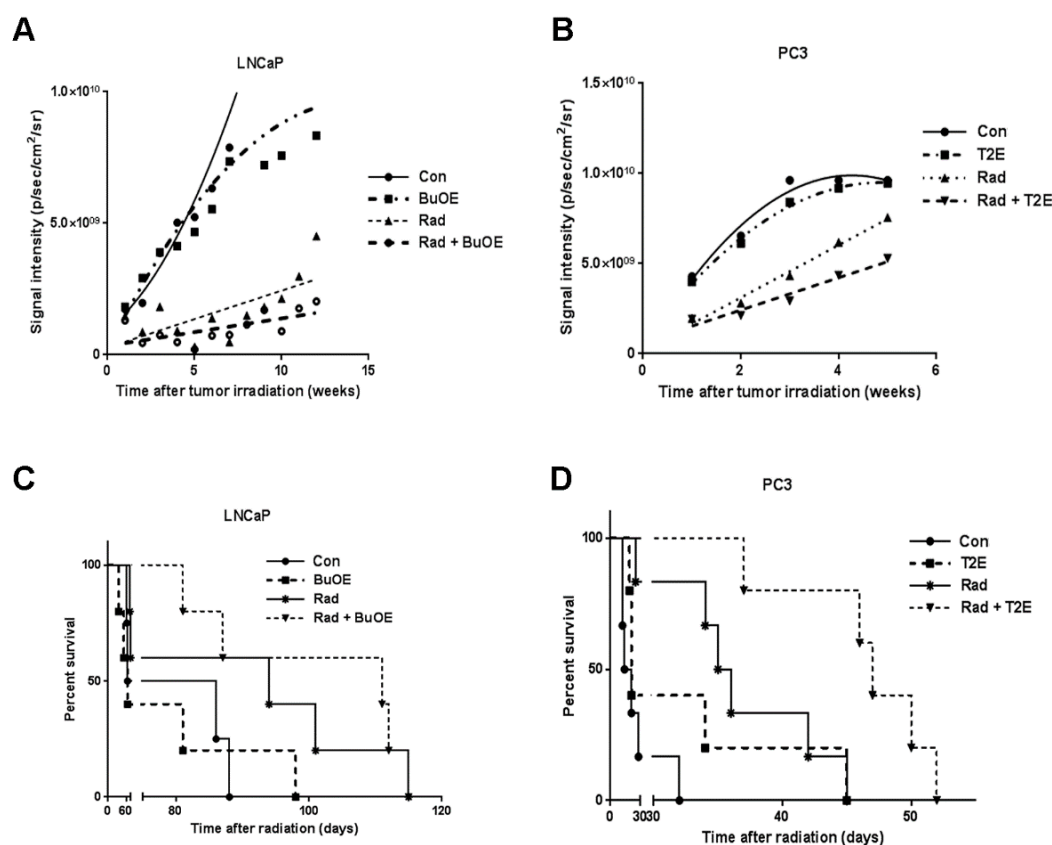 A
LNCaP
Signal intensity (p/sec/cm²/sr)
1.0×10¹⁰
5.0×10⁰⁹
0
0 5 10 15
Time after tumor irradiation (weeks)
Con
BuOE
Rad
Rad + BuOE
B
PC3
Signal intensity (p/sec/cm²/sr)
1.5×10¹⁰
1.0×10¹⁰
5.0×10⁰⁹
0
0 2 4 6
Time after tumor irradiation (weeks)
Con
T2E
Rad
Rad + T2E
C
LNCaP
Percent survival
100
50
0
0 60 80 100 120
Time after radiation (days)
Con
BuOE
Rad
Rad + BuOE
D
PC3
Percent survival
100
50
0
0 3030 40 50
Time after radiation (days)
Con
T2E
Rad
Rad + T2E